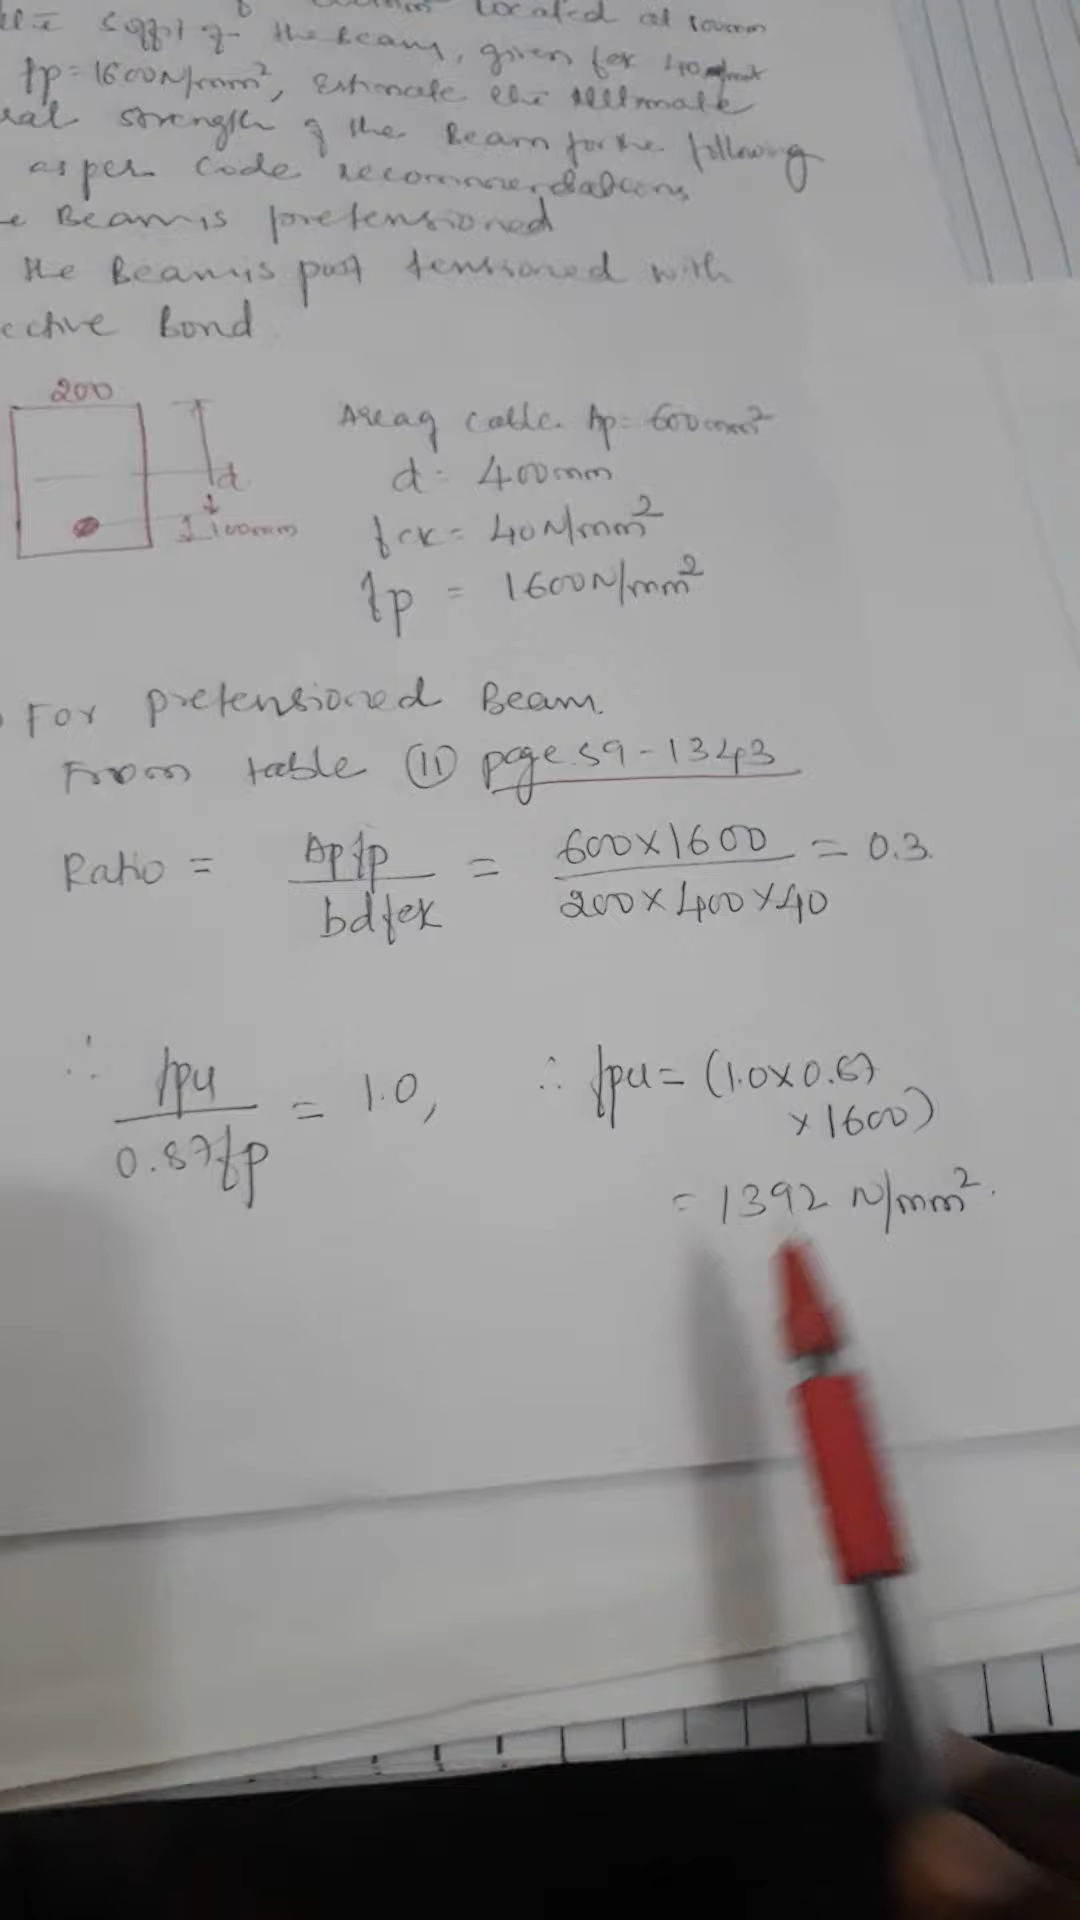 soffit of the Beam, given fck 40
fp = 1600N/mm², Estimate the ultimate
ral strength of the Beam for the following
as per Code recommendations
e Beam is pretensioned
the Beam is post tensioned with
ective Bond.
200
d
100mm
Area of cable Ap = 600mm²
d = 400mm
fck = 40N/mm²
fp = 1600N/mm²
For pretensioned Beam.
From table (11) page 59 - 1343
Ratio = Apfp / bdfck = 600×1600 / 200×400×40 = 0.3.
∴ fpu / 0.87fp = 1.0, ∴ fpu = (1.0×0.87
×1600)
= 1392 N/mm².